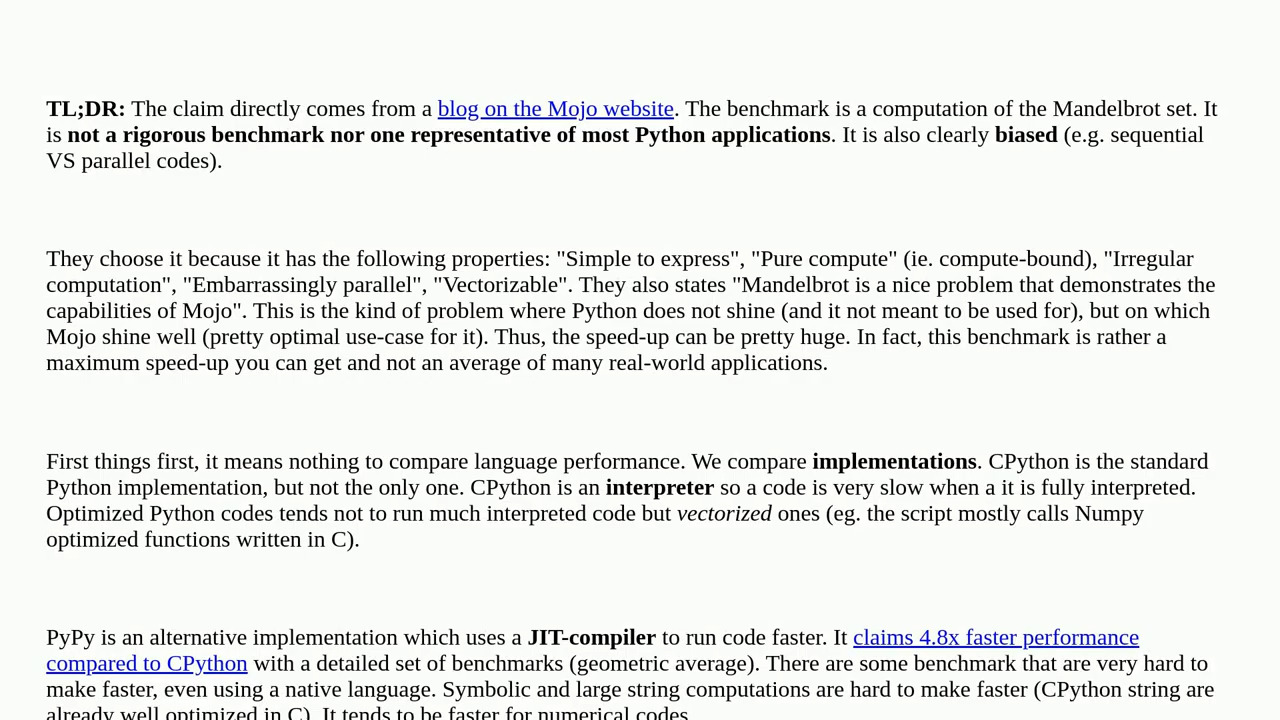 TL;DR: The claim directly comes from a blog on the Mojo website. The benchmark is a computation of the Mandelbrot set. It
is not a rigorous benchmark nor one representative of most Python applications. It is also clearly biased (e.g. sequential
VS parallel codes).
They choose it because it has the following properties: "Simple to express", "Pure compute" (ie. compute-bound), "Irregular
computation", "Embarrassingly parallel", "Vectorizable". They also states "Mandelbrot is a nice problem that demonstrates the
capabilities of Mojo". This is the kind of problem where Python does not shine (and it not meant to be used for), but on which
Mojo shine well (pretty optimal use-case for it). Thus, the speed-up can be pretty huge. In fact, this benchmark is rather a
maximum speed-up you can get and not an average of many real-world applications.
First things first, it means nothing to compare language performance. We compare implementations. CPython is the standard
Python implementation, but not the only one. CPython is an interpreter so a code is very slow when a it is fully interpreted.
Optimized Python codes tends not to run much interpreted code but vectorized ones (eg. the script mostly calls Numpy
optimized functions written in C).
PyPy is an alternative implementation which uses a JIT-compiler to run code faster. It claims 4.8x faster performance
compared to CPython with a detailed set of benchmarks (geometric average). There are some benchmark that are very hard to
make faster, even using a native language. Symbolic and large string computations are hard to make faster (CPython string are
already well optimized in C). It tends to be faster for numerical codes.